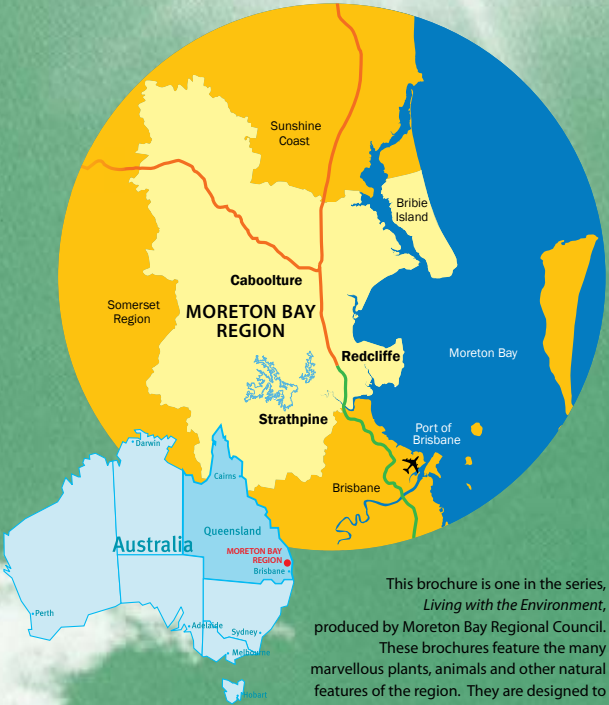 Sunshine
Coast
Bribie
Island
Caboolture
Somerset
Region
MORETON BAY
REGION
Redcliffe
Moreton Bay
Strathpine
Port of
Brisbane
Brisbane
Darwin
Cairns
Queensland
Australia
MORETON BAY
REGION
Brisbane
Perth
Adelaide
Sydney
Melbourne
Hobart
This brochure is one in the series,
Living with the Environment,
produced by Moreton Bay Regional Council.
These brochures feature the many
marvellous plants, animals and other natural
features of the region. They are designed to